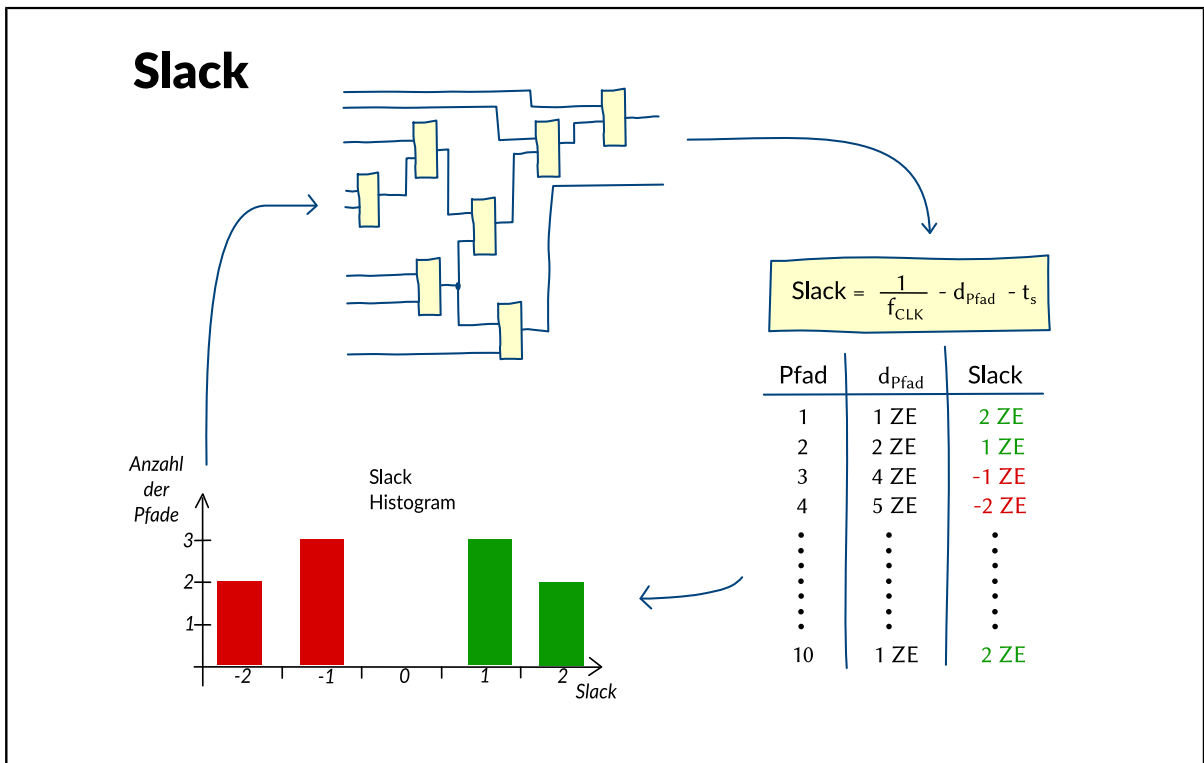 Slack
Slack = 1 / f_CLK - d_Pfad - t_s
Pfad d_Pfad Slack
1 1 ZE 2 ZE
2 2 ZE 1 ZE
3 4 ZE -1 ZE
4 5 ZE -2 ZE
10 1 ZE 2 ZE
Anzahl
der
Pfade
Slack
Histogram
3
2
1
-2 -1 0 1 2
Slack